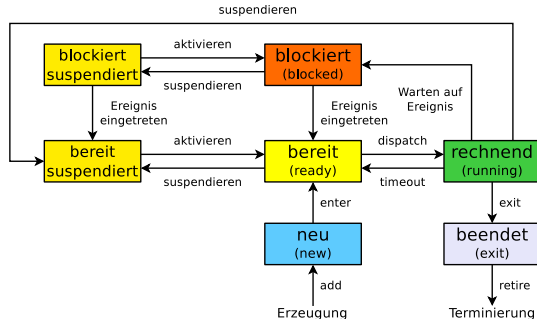 suspendieren
blockiert
suspendiert
aktivieren
suspendieren
blockiert
(blocked)
Warten auf
Ereignis
Ereignis
eingetreten
Ereignis
eingetreten
bereit
suspendiert
aktivieren
suspendieren
bereit
(ready)
dispatch
timeout
rechnend
(running)
enter
exit
neu
(new)
beendet
(exit)
add
retire
Erzeugung
Terminierung